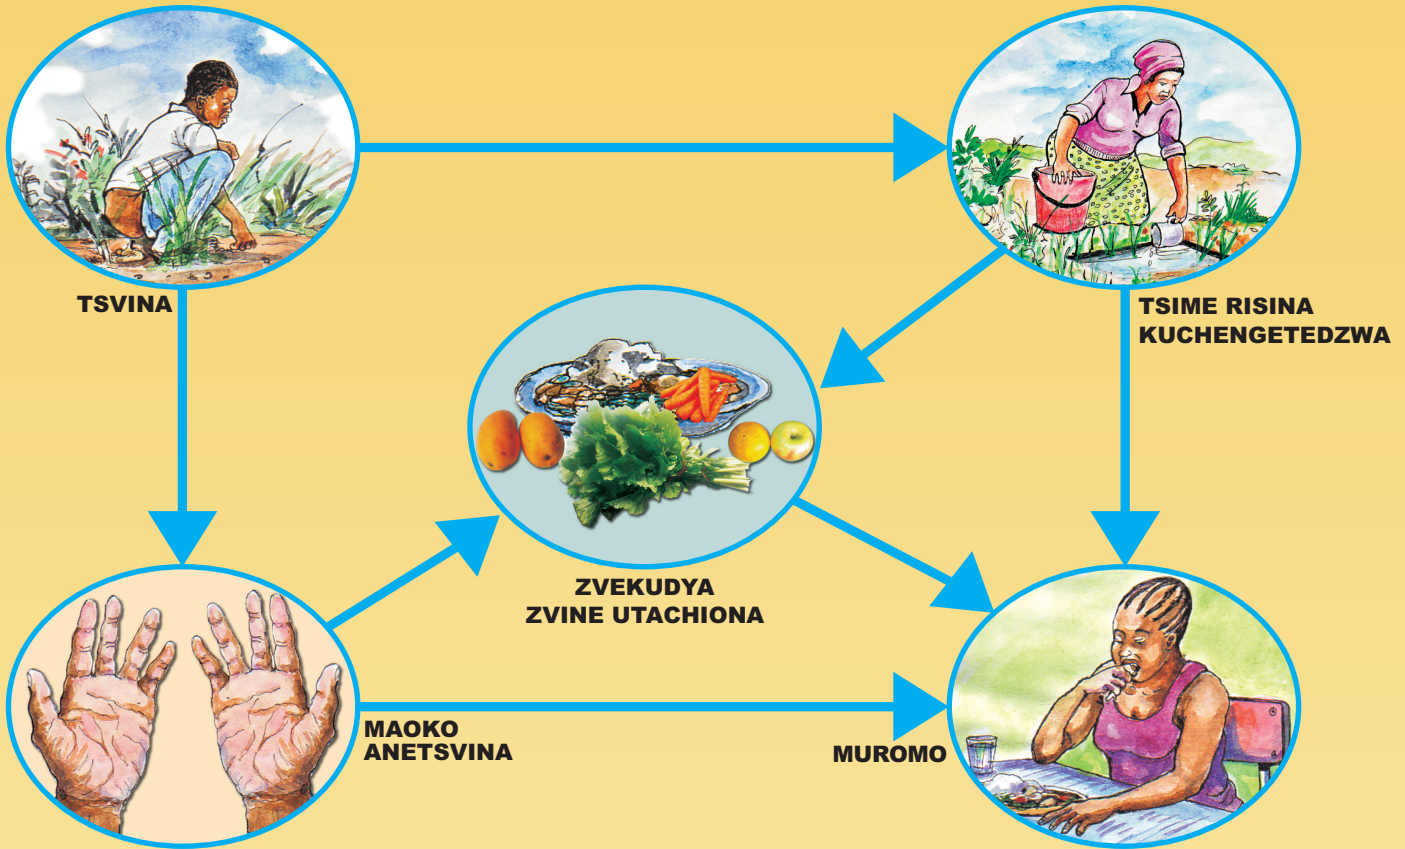 TSVINA
TSIME RISINA
KUCHENGETEDZWA
ZVEKUDYA
ZVINE UTACHIONA
MAOKO
ANETSVINA
MUROMO